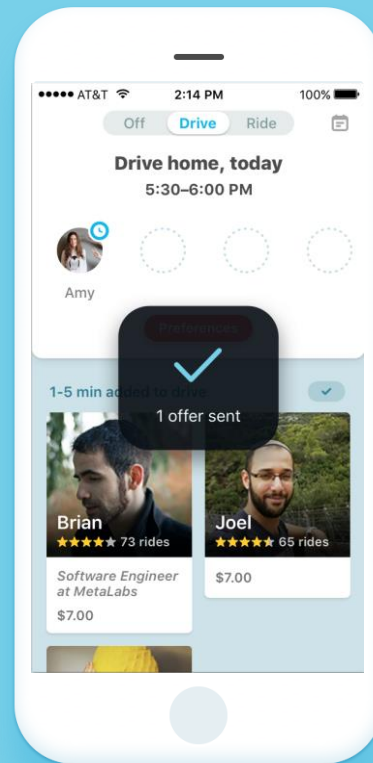 AT&T 2:14 PM 100%
Off Drive Ride
Drive home, today
5:30–6:00 PM
Amy
Preferences
1-5 min added to drive
1 offer sent
Brian
73 rides
Joel
65 rides
Software Engineer
at MetaLabs
$7.00
$7.00